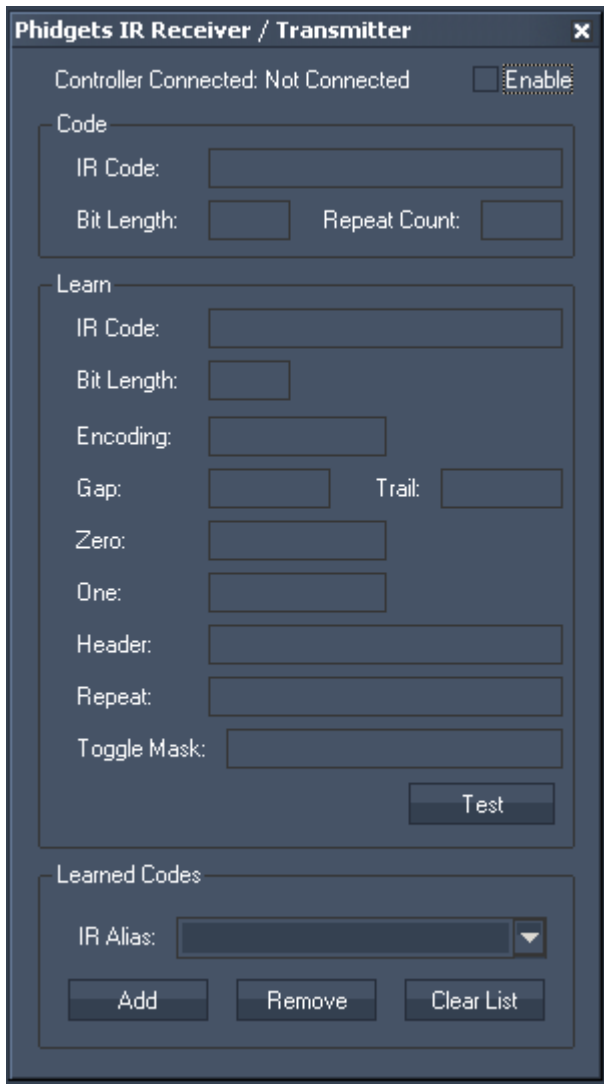 Phidgets IR Receiver / Transmitter
Controller Connected: Not Connected Enable
Code
IR Code:
Bit Length: Repeat Count:
Learn
IR Code:
Bit Length:
Encoding:
Gap: Trail:
Zero:
One:
Header:
Repeat:
Toggle Mask:
Test
Learned Codes
IR Alias:
Add Remove Clear List